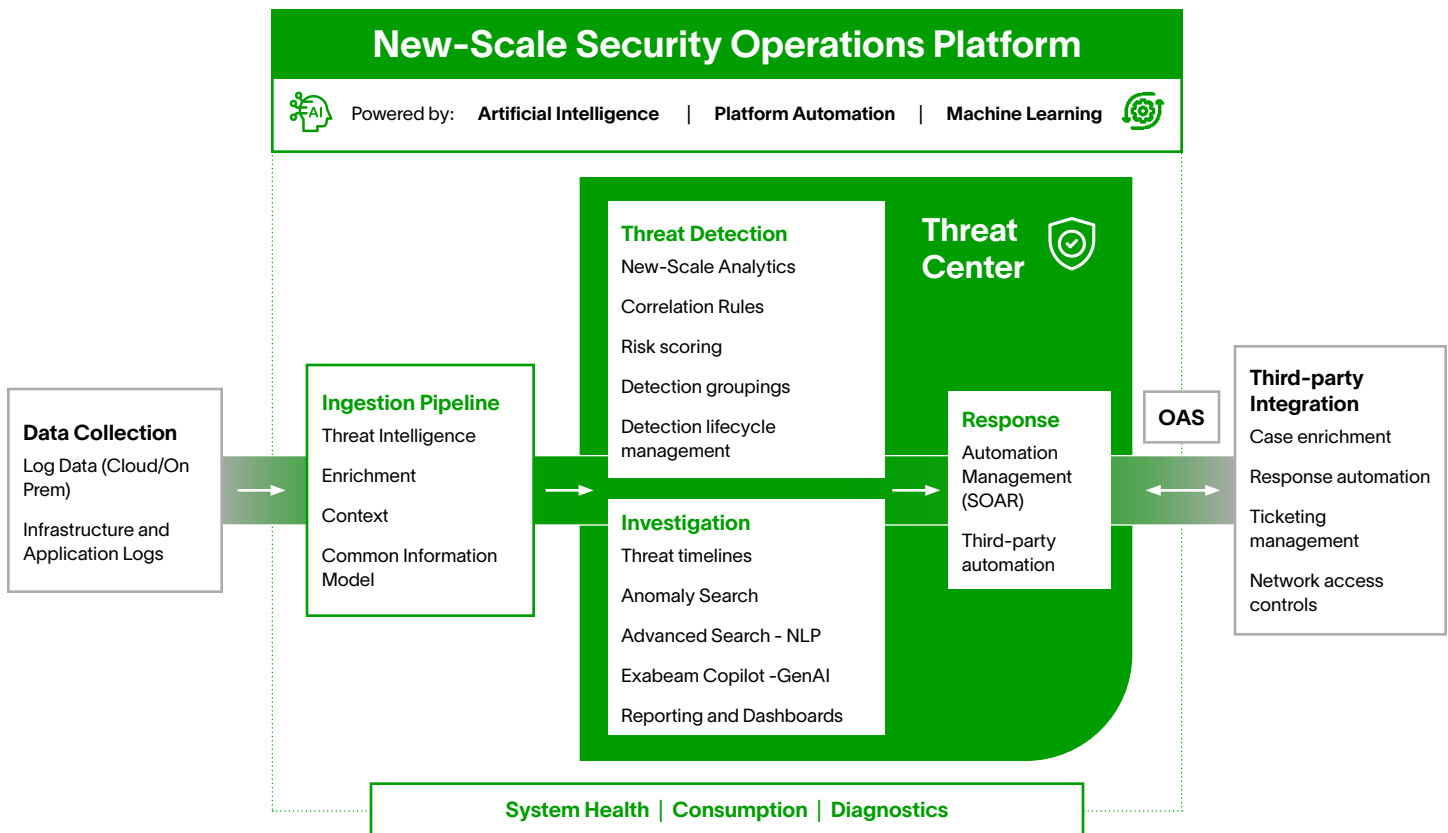 New-Scale Security Operations Platform
AI
Powered by: Artificial Intelligence | Platform Automation | Machine Learning
Data Collection
Log Data (Cloud/On
Prem)
Infrastructure and
Application Logs
Ingestion Pipeline
Threat Intelligence
Enrichment
Context
Common Information
Model
Threat Detection
New-Scale Analytics
Correlation Rules
Risk scoring
Detection groupings
Detection lifecycle
management
Investigation
Threat timelines
Anomaly Search
Advanced Search - NLP
Exabeam Copilot -GenAI
Reporting and Dashboards
Threat
Center
Response
Automation
Management
(SOAR)
Third-party
automation
OAS
Third-party
Integration
Case enrichment
Response automation
Ticketing
management
Network access
controls
System Health | Consumption | Diagnostics